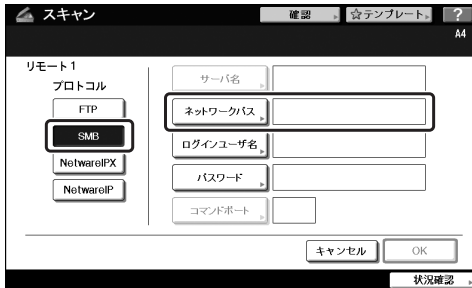 スキャン
確認
☆テンプレート
?
A4
リモート1
プロトコル
FTP
SMB
NetwareIPX
NetwareIP
サーバ名
ネットワークパス
ログインユーザ名
パスワード
コマンドポート
キャンセル
OK
状況確認